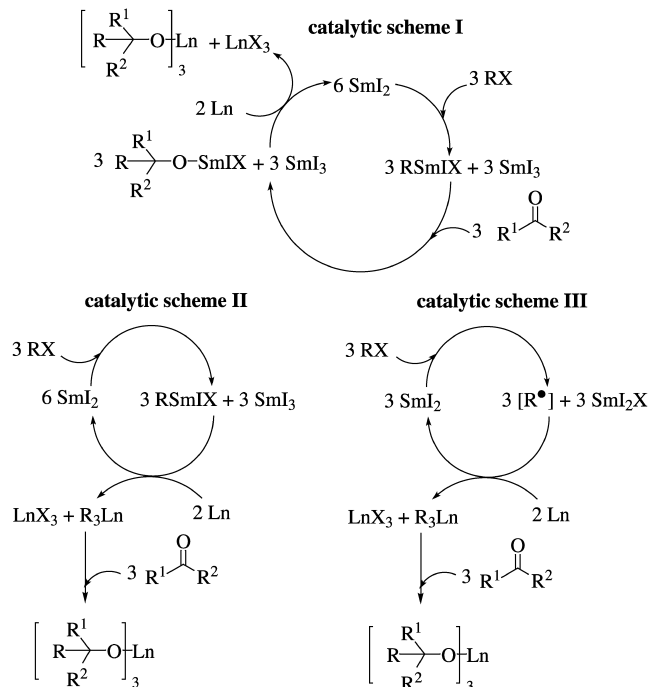 catalytic scheme I
R¹
R O Ln + LnX₃
R² 3
6 SmI₂
3 RX
2 Ln
R¹
3 R O–SmIX + 3 SmI₃
R²
3 RSmIX + 3 SmI₃
O
3 R¹ R²
catalytic scheme II
3 RX
6 SmI₂ 3 RSmIX + 3 SmI₃
LnX₃ + R₃Ln 2 Ln
O
3 R¹ R²
R¹
R O Ln
R² 3
catalytic scheme III
3 RX
3 SmI₂ 3 [R•] + 3 SmI₂X
LnX₃ + R₃Ln 2 Ln
O
3 R¹ R²
R¹
R O Ln
R² 3